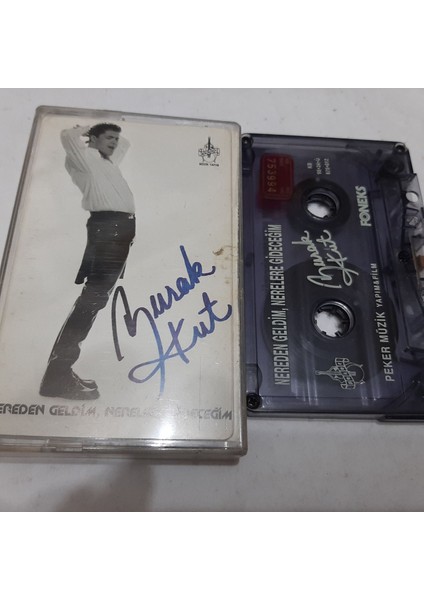 Burak
Kut
NEREDEN GELDİM, NERELERE GİDECEĞİM
NEREDEN GELDİM, NERELERE GİDECEĞİM
Burak
Kut
PEKER MÜZİK YAPIM&FİLM
FONEKS